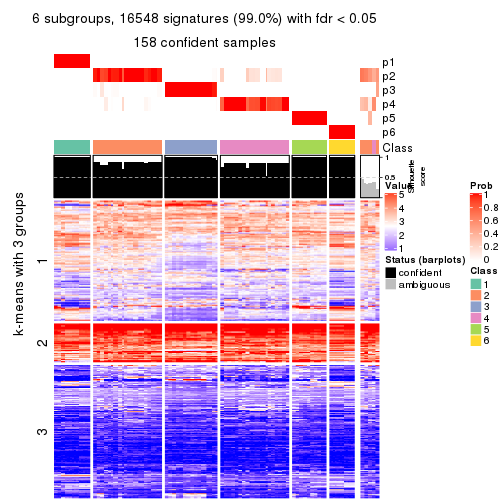 6 subgroups, 16548 signatures (99.0%) with fdr < 0.05
158 confident samples
p1
p2
p3
p4
p5
p6
Class
1
0.5
Silhouette
score
k-means with 3 groups
1
2
3
Value
5
4
3
2
1
Status (barplots)
confident
ambiguous
Prob
1
0.8
0.6
0.4
0.2
0
Class
1
2
3
4
5
6